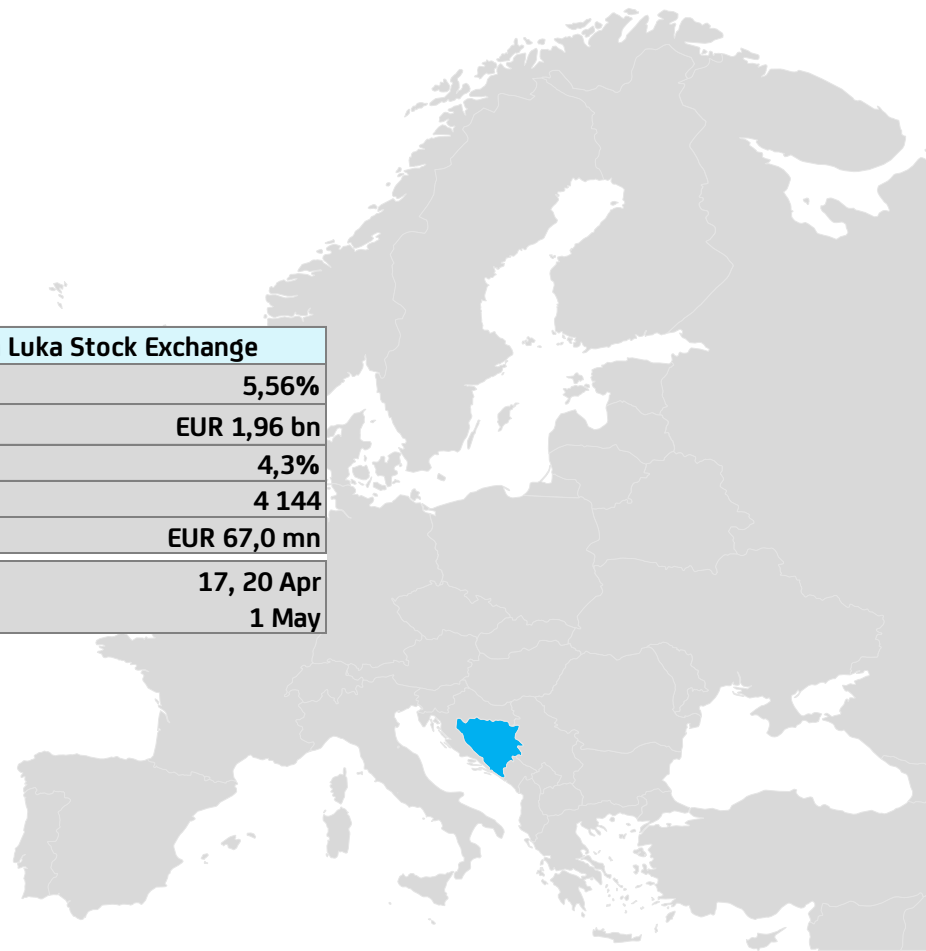 Luka Stock Exchange
5,56%
EUR 1,96 bn
4,3%
4 144
EUR 67,0 mn
17, 20 Apr
1 May